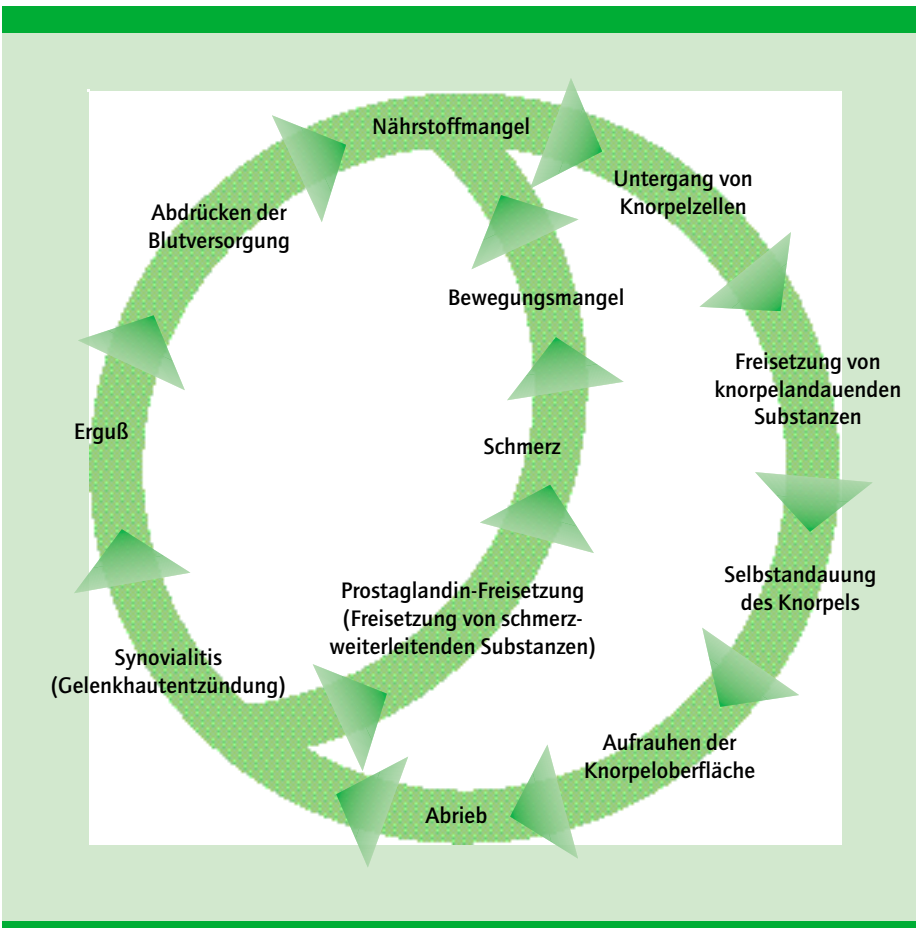 Nährstoffmangel
Untergang von
Knorpelzellen
Freisetzung von
knorpelandauenden
Substanzen
Selbstandauung
des Knorpels
Aufrauhen der
Knorpeloberfläche
Abrieb
Synovialitis
(Gelenkhautentzündung)
Erguß
Abdrücken der
Blutversorgung
Prostaglandin-Freisetzung
(Freisetzung von schmerz-
weiterleitenden Substanzen)
Schmerz
Bewegungsmangel